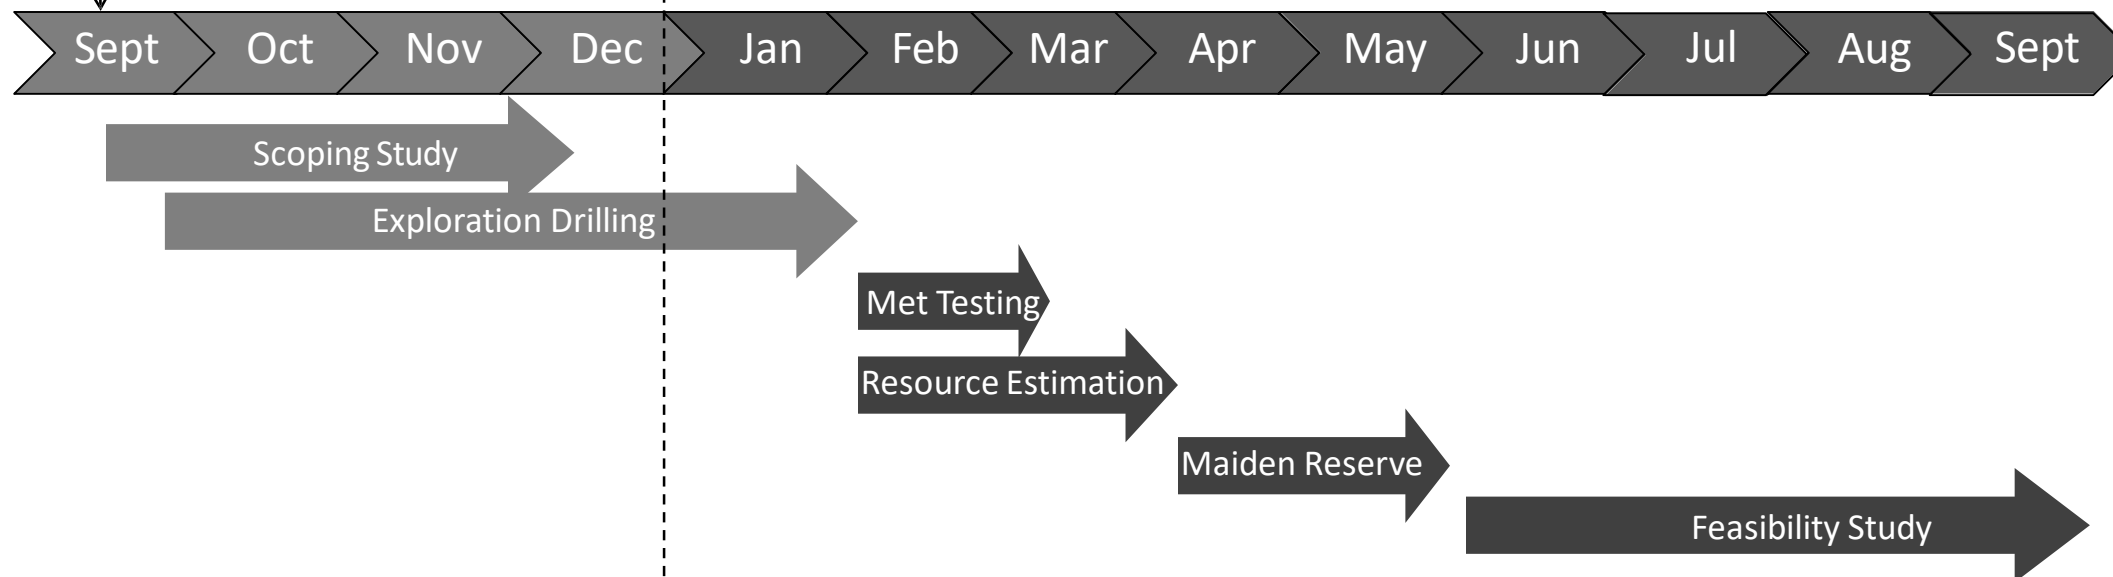 Sept Oct Nov Dec Jan Feb Mar Apr May Jun Jul Aug Sept
Scoping Study
Exploration Drilling
Met Testing
Resource Estimation
Maiden Reserve
Feasibility Study